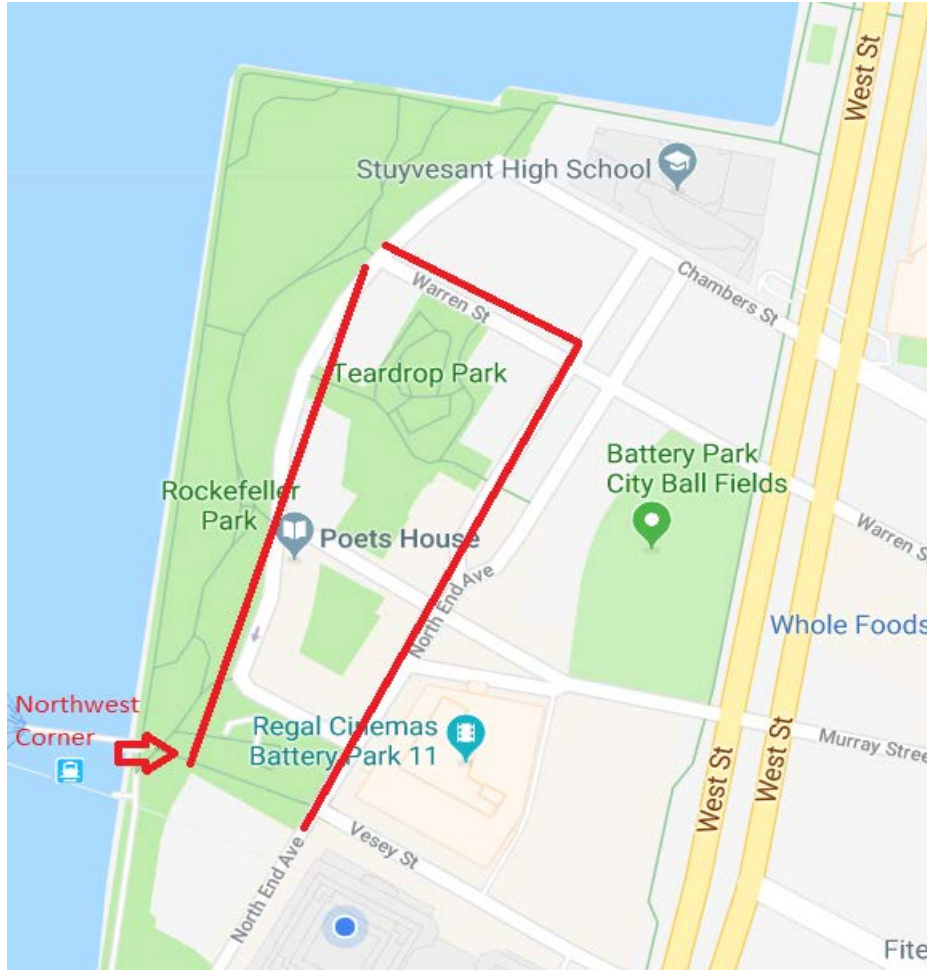 West St
Stuyvesant High School
Chambers St
Warren St
Teardrop Park
Battery Park
City Ball Fields
Rockefeller
Park
Poets House
Warren S
North End Ave
Whole Foods
Northwest
Corner
Regal Cinemas
Battery Park 11
Murray Stree
West St
West St
Vesey St
North End Ave
Fite